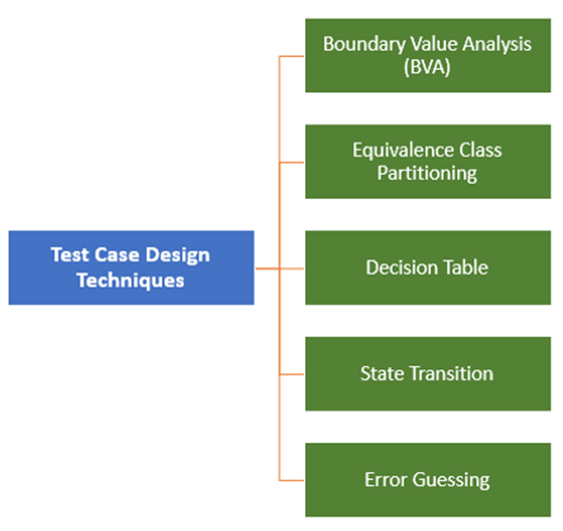 Boundary Value Analysis
(BVA)
Equivalence Class
Partitioning
Test Case Design
Techniques
Decision Table
State Transition
Error Guessing